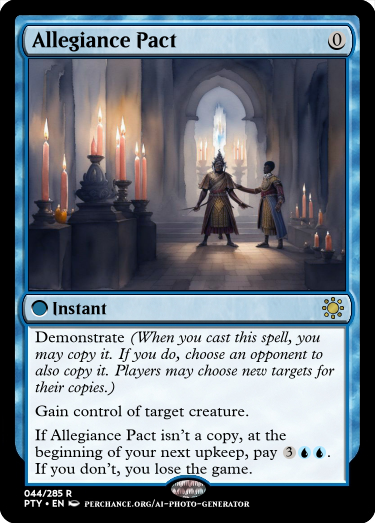 Allegiance Pact 0
Instant
Demonstrate (When you cast this spell, you
may copy it. If you do, choose an opponent to
also copy it. Players may choose new targets for
their copies.)
Gain control of target creature.
If Allegiance Pact isn't a copy, at the
beginning of your next upkeep, pay 3UU.
If you don't, you lose the game.
044/285 R
PTY • EN PERCHANCE.ORG/AI-PHOTO-GENERATOR